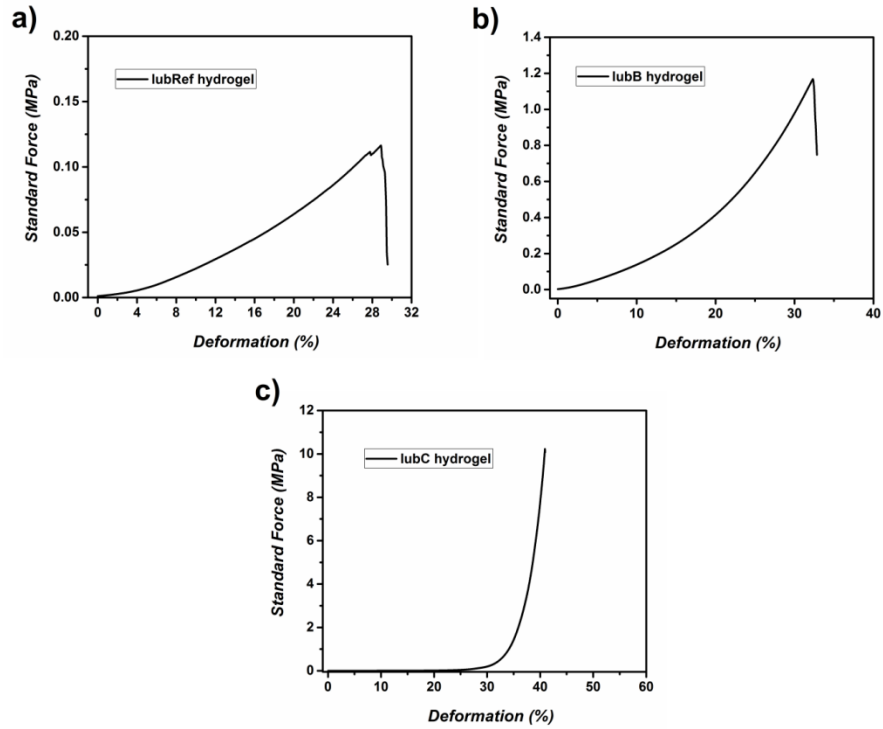 a)
0.20
0.15
0.10
0.05
0.00
Standard Force (MPa)
lubRef hydrogel
0 4 8 12 16 20 24 28 32
Deformation (%)
b)
1.4
1.2
1.0
0.8
0.6
0.4
0.2
0.0
Standard Force (MPa)
lubB hydrogel
0 10 20 30 40
Deformation (%)
c)
12
10
8
6
4
2
0
Standard Force (MPa)
lubC hydrogel
0 10 20 30 40 50 60
Deformation (%)